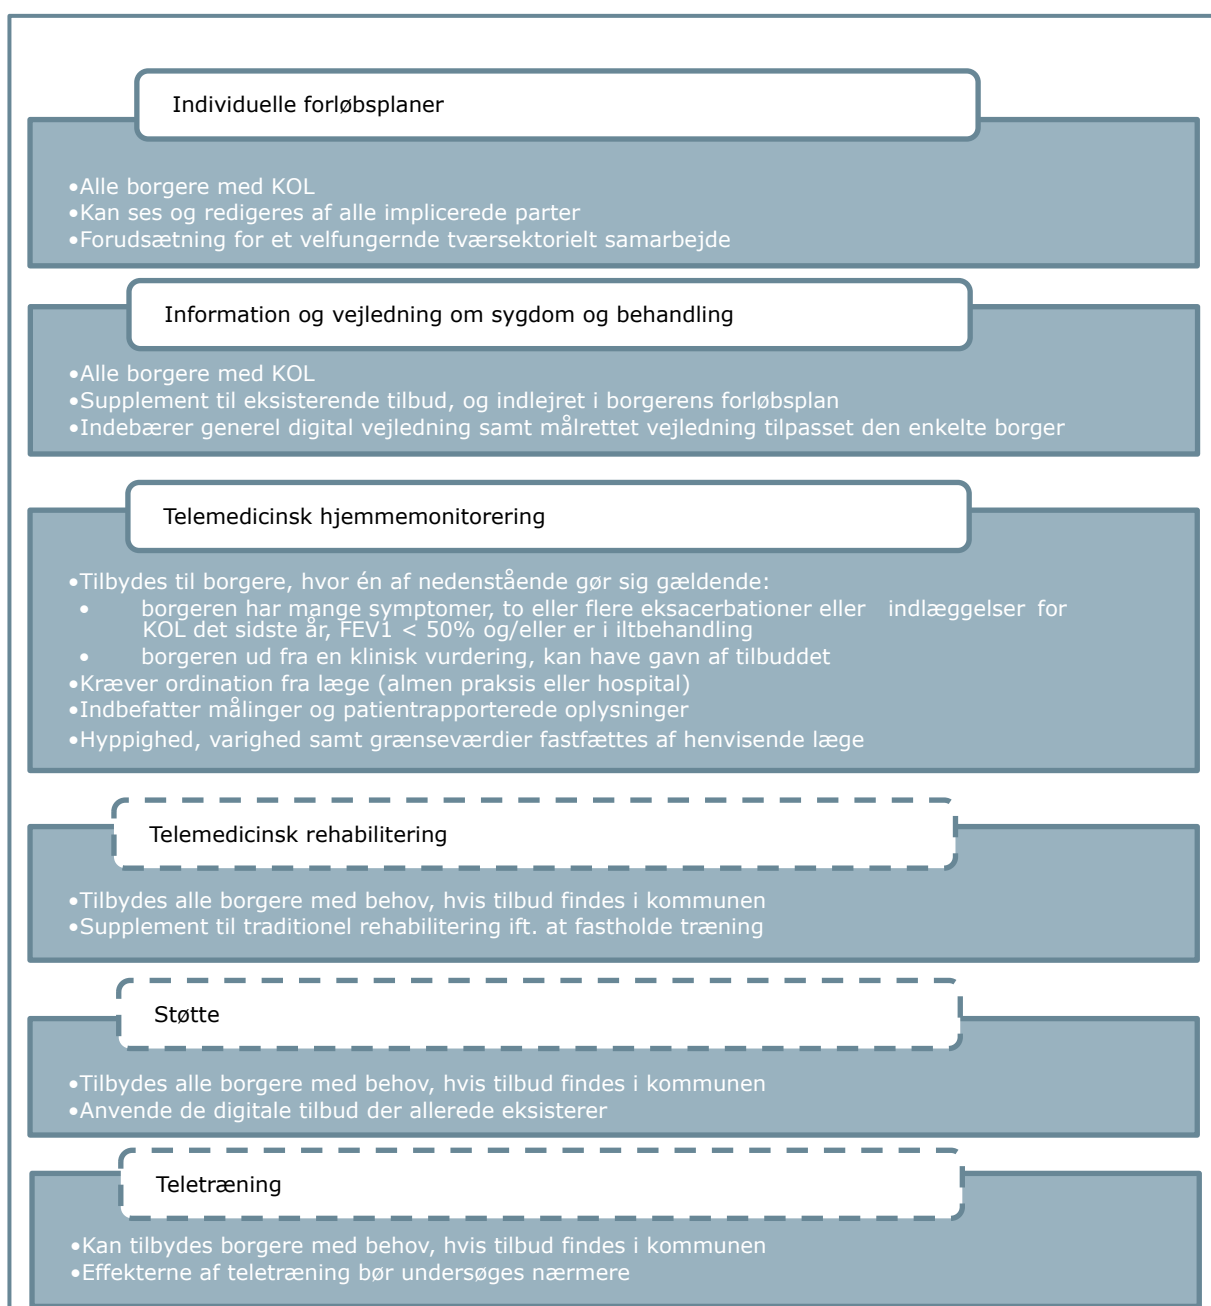 Individuelle forløbsplaner
•Alle borgere med KOL
•Kan ses og redigeres af alle implicerede parter
•Forudsætning for et velfungernde tværsektorielt samarbejde
Information og vejledning om sygdom og behandling
•Alle borgere med KOL
•Supplement til eksisterende tilbud, og indlejret i borgerens forløbsplan
•Indebærer generel digital vejledning samt målrettet vejledning tilpasset den enkelte borger
Telemedicinsk hjemmemonitorering
•Tilbydes til borgere, hvor én af nedenstående gør sig gældende:
• borgeren har mange symptomer, to eller flere eksacerbationer eller indlæggelser for
KOL det sidste år, FEV1 < 50% og/eller er i iltbehandling
• borgeren ud fra en klinisk vurdering, kan have gavn af tilbuddet
•Kræver ordination fra læge (almen praksis eller hospital)
•Indbefatter målinger og patientrapporterede oplysninger
•Hyppighed, varighed samt grænseværdier fastfættes af henvisende læge
Telemedicinsk rehabilitering
•Tilbydes alle borgere med behov, hvis tilbud findes i kommunen
•Supplement til traditionel rehabilitering ift. at fastholde træning
Støtte
•Tilbydes alle borgere med behov, hvis tilbud findes i kommunen
•Anvende de digitale tilbud der allerede eksisterer
Teletræning
•Kan tilbydes borgere med behov, hvis tilbud findes i kommunen
•Effekterne af teletræning bør undersøges nærmere